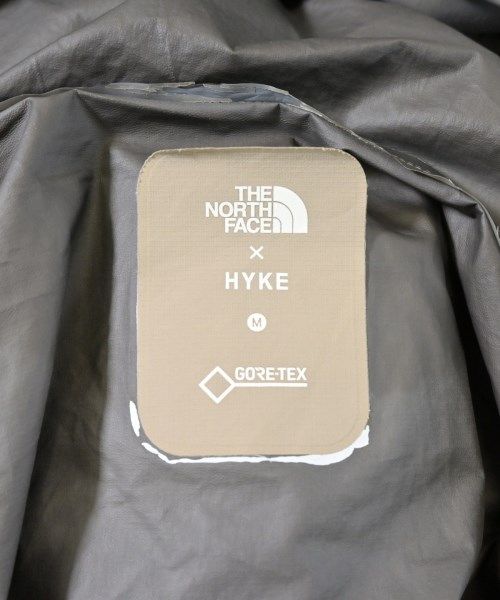 THE
NORTH
FACE
×
HYKE
M
GORE-TEX